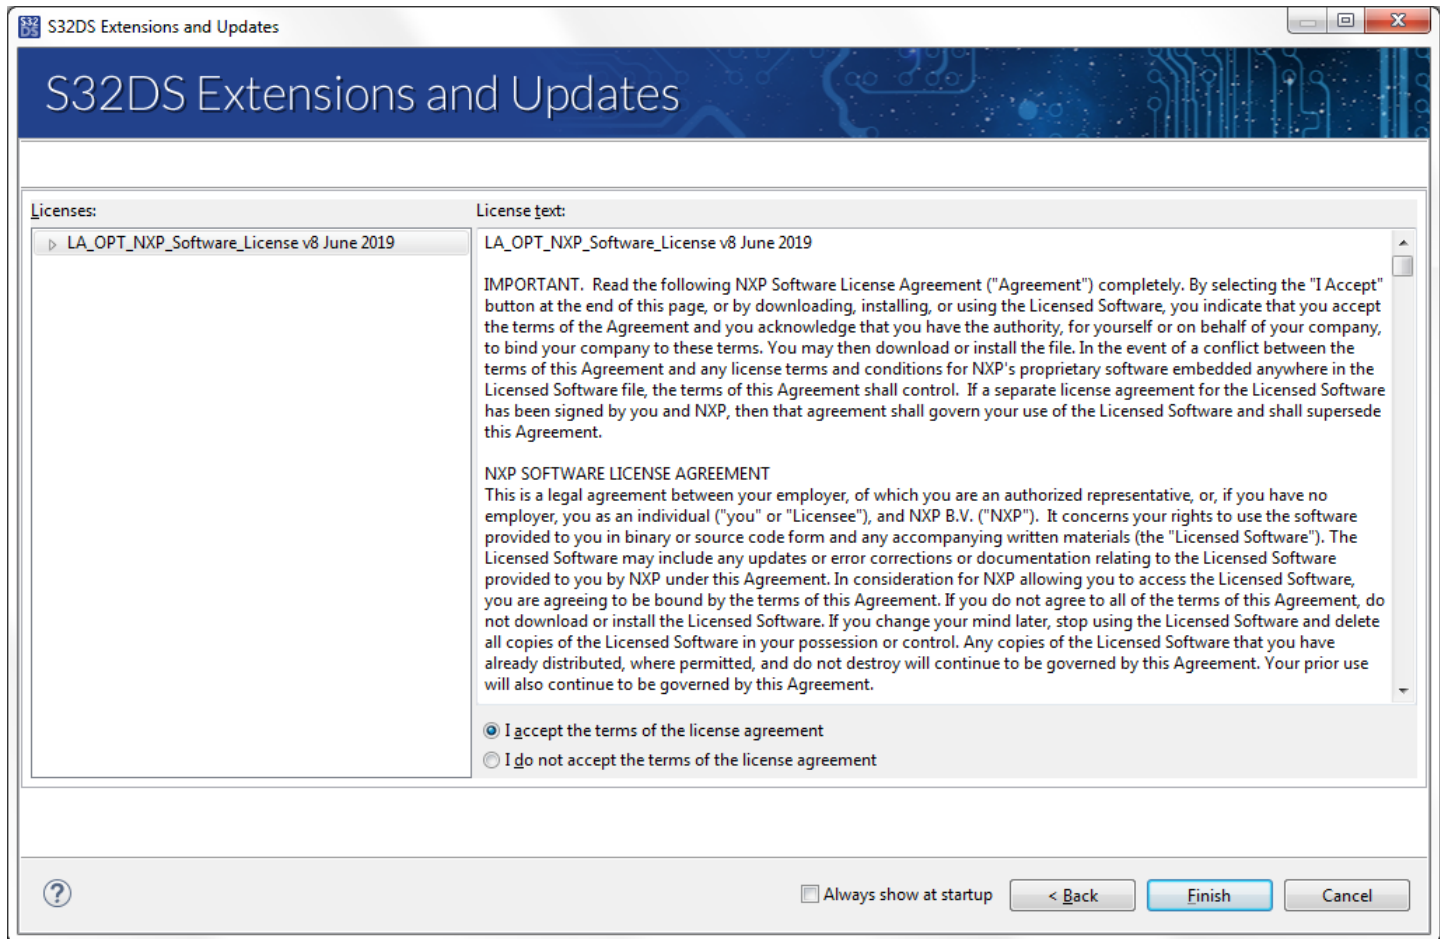 S32DS Extensions and Updates
S32DS Extensions and Updates
Licenses:
License text:
LA_OPT_NXP_Software_License v8 June 2019
LA_OPT_NXP_Software_License v8 June 2019
IMPORTANT.  Read the following NXP Software License Agreement ("Agreement") completely. By selecting the "I Accept"
button at the end of this page, or by downloading, installing, or using the Licensed Software, you indicate that you accept
the terms of the Agreement and you acknowledge that you have the authority, for yourself or on behalf of your company,
to bind your company to these terms. You may then download or install the file. In the event of a conflict between the
terms of this Agreement and any license terms and conditions for NXP's proprietary software embedded anywhere in the
Licensed Software file, the terms of this Agreement shall control.  If a separate license agreement for the Licensed Software
has been signed by you and NXP, then that agreement shall govern your use of the Licensed Software and shall supersede
this Agreement.
NXP SOFTWARE LICENSE AGREEMENT
This is a legal agreement between your employer, of which you are an authorized representative, or, if you have no
employer, you as an individual ("you" or "Licensee"), and NXP B.V. ("NXP").  It concerns your rights to use the software
provided to you in binary or source code form and any accompanying written materials (the "Licensed Software"). The
Licensed Software may include any updates or error corrections or documentation relating to the Licensed Software
provided to you by NXP under this Agreement. In consideration for NXP allowing you to access the Licensed Software,
you are agreeing to be bound by the terms of this Agreement. If you do not agree to all of the terms of this Agreement, do
not download or install the Licensed Software. If you change your mind later, stop using the Licensed Software and delete
all copies of the Licensed Software in your possession or control. Any copies of the Licensed Software that you have
already distributed, where permitted, and do not destroy will continue to be governed by this Agreement. Your prior use
will also continue to be governed by this Agreement.
I accept the terms of the license agreement
I do not accept the terms of the license agreement
Always show at startup
< Back
Finish
Cancel